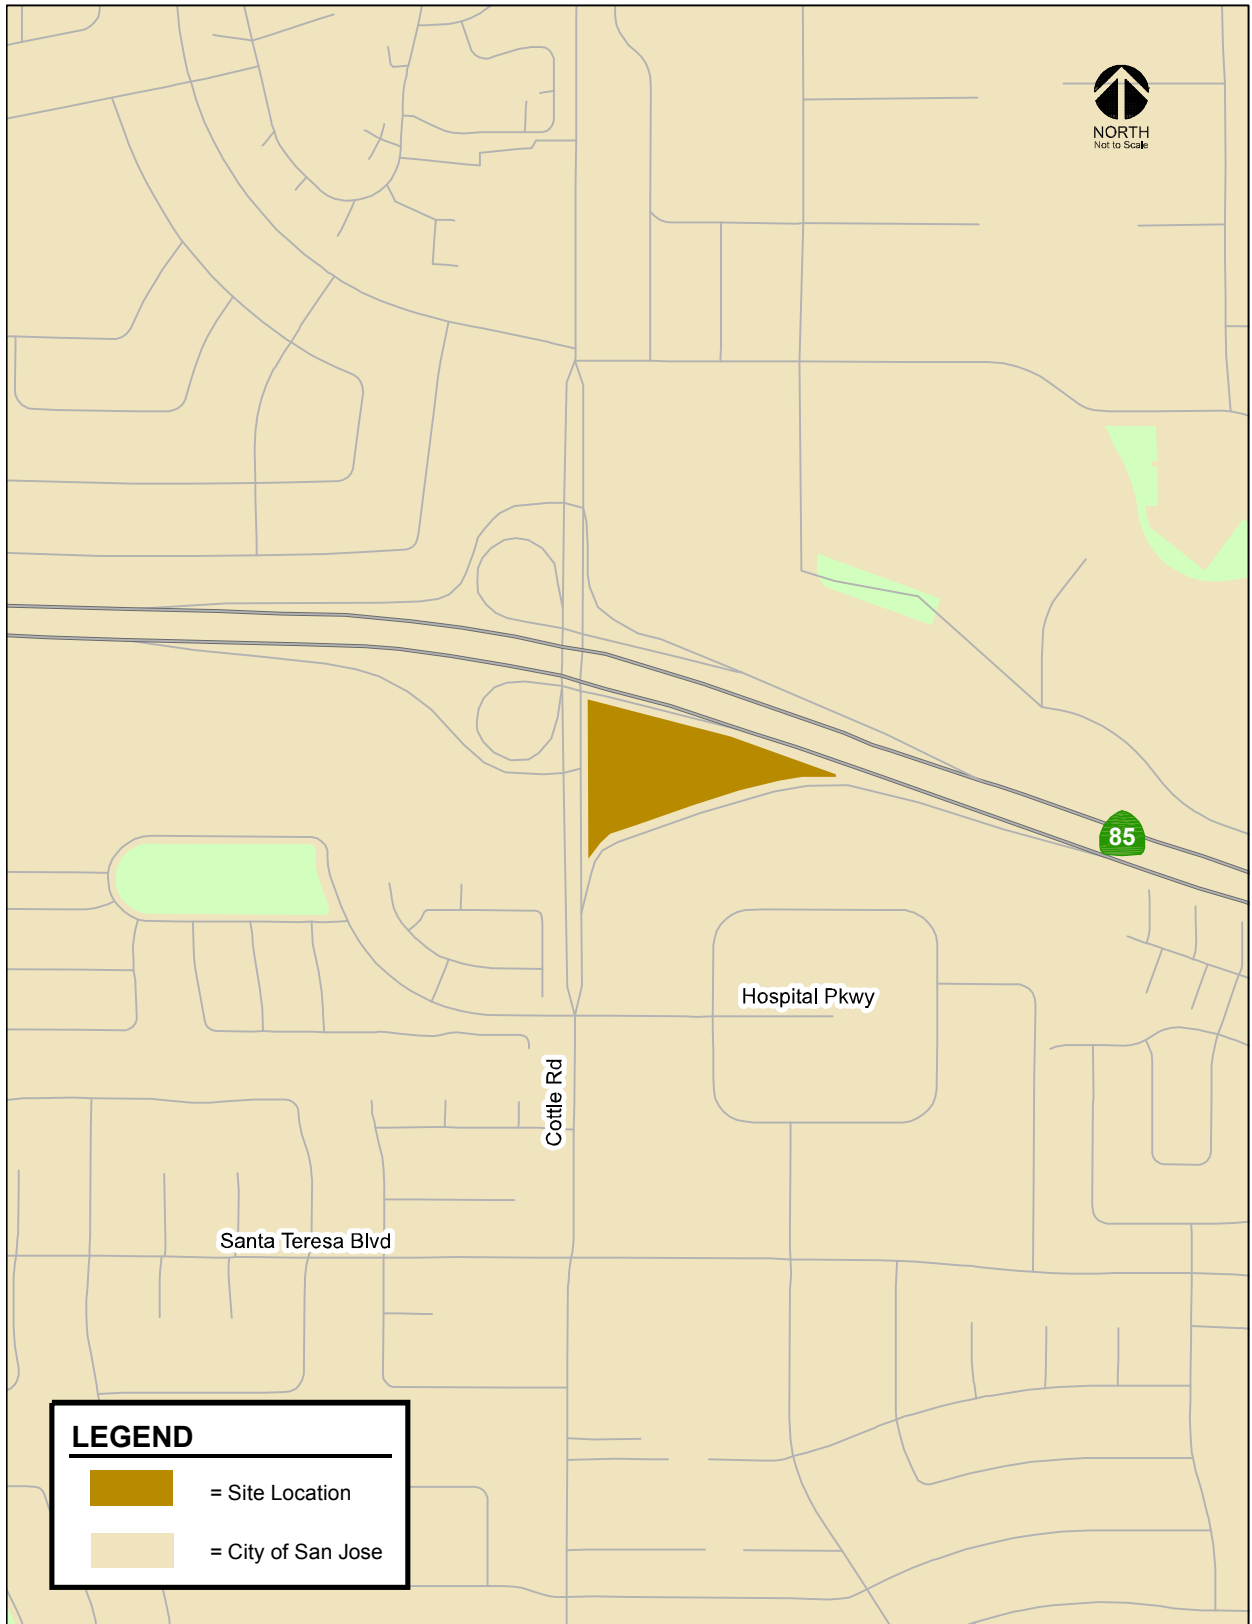 NORTH
Not to Scale
85
Hospital Pkwy
Cottle Rd
Santa Teresa Blvd
LEGEND
= Site Location
= City of San Jose